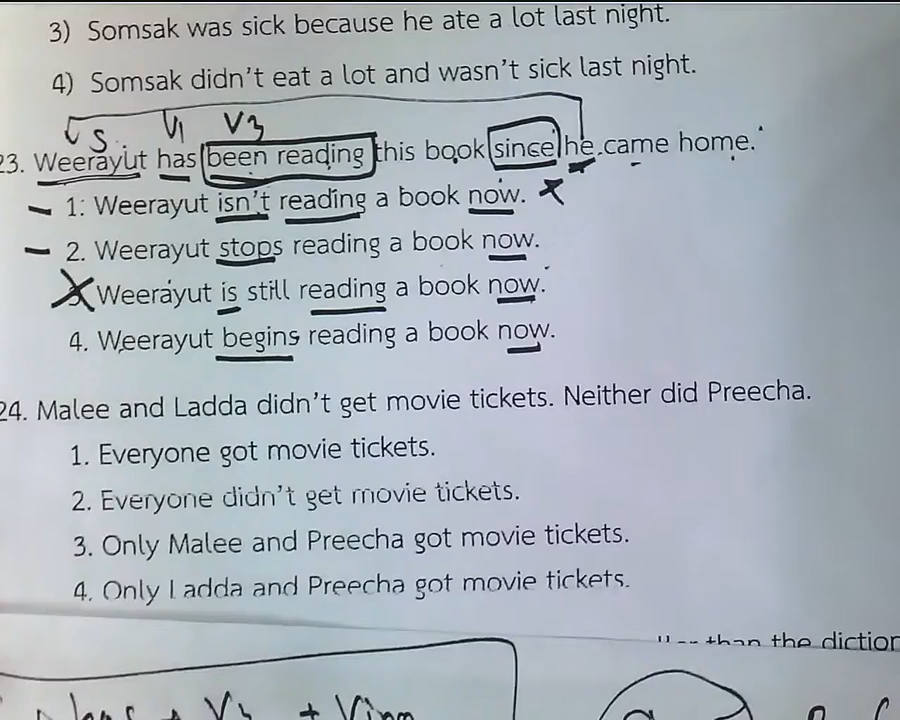 3) Somsak was sick because he ate a lot last night.
4) Somsak didn't eat a lot and wasn't sick last night.
S. V1 V3
23. Weerayut has been reading this book since he came home.
1. Weerayut isn't reading a book now. X
2. Weerayut stops reading a book now.
X Weerayut is still reading a book now.
4. Weerayut begins reading a book now.
24. Malee and Ladda didn't get movie tickets. Neither did Preecha.
1. Everyone got movie tickets.
2. Everyone didn't get movie tickets.
3. Only Malee and Preecha got movie tickets.
4. Only Ladda and Preecha got movie tickets.
than the diction
+ V3 + Ving